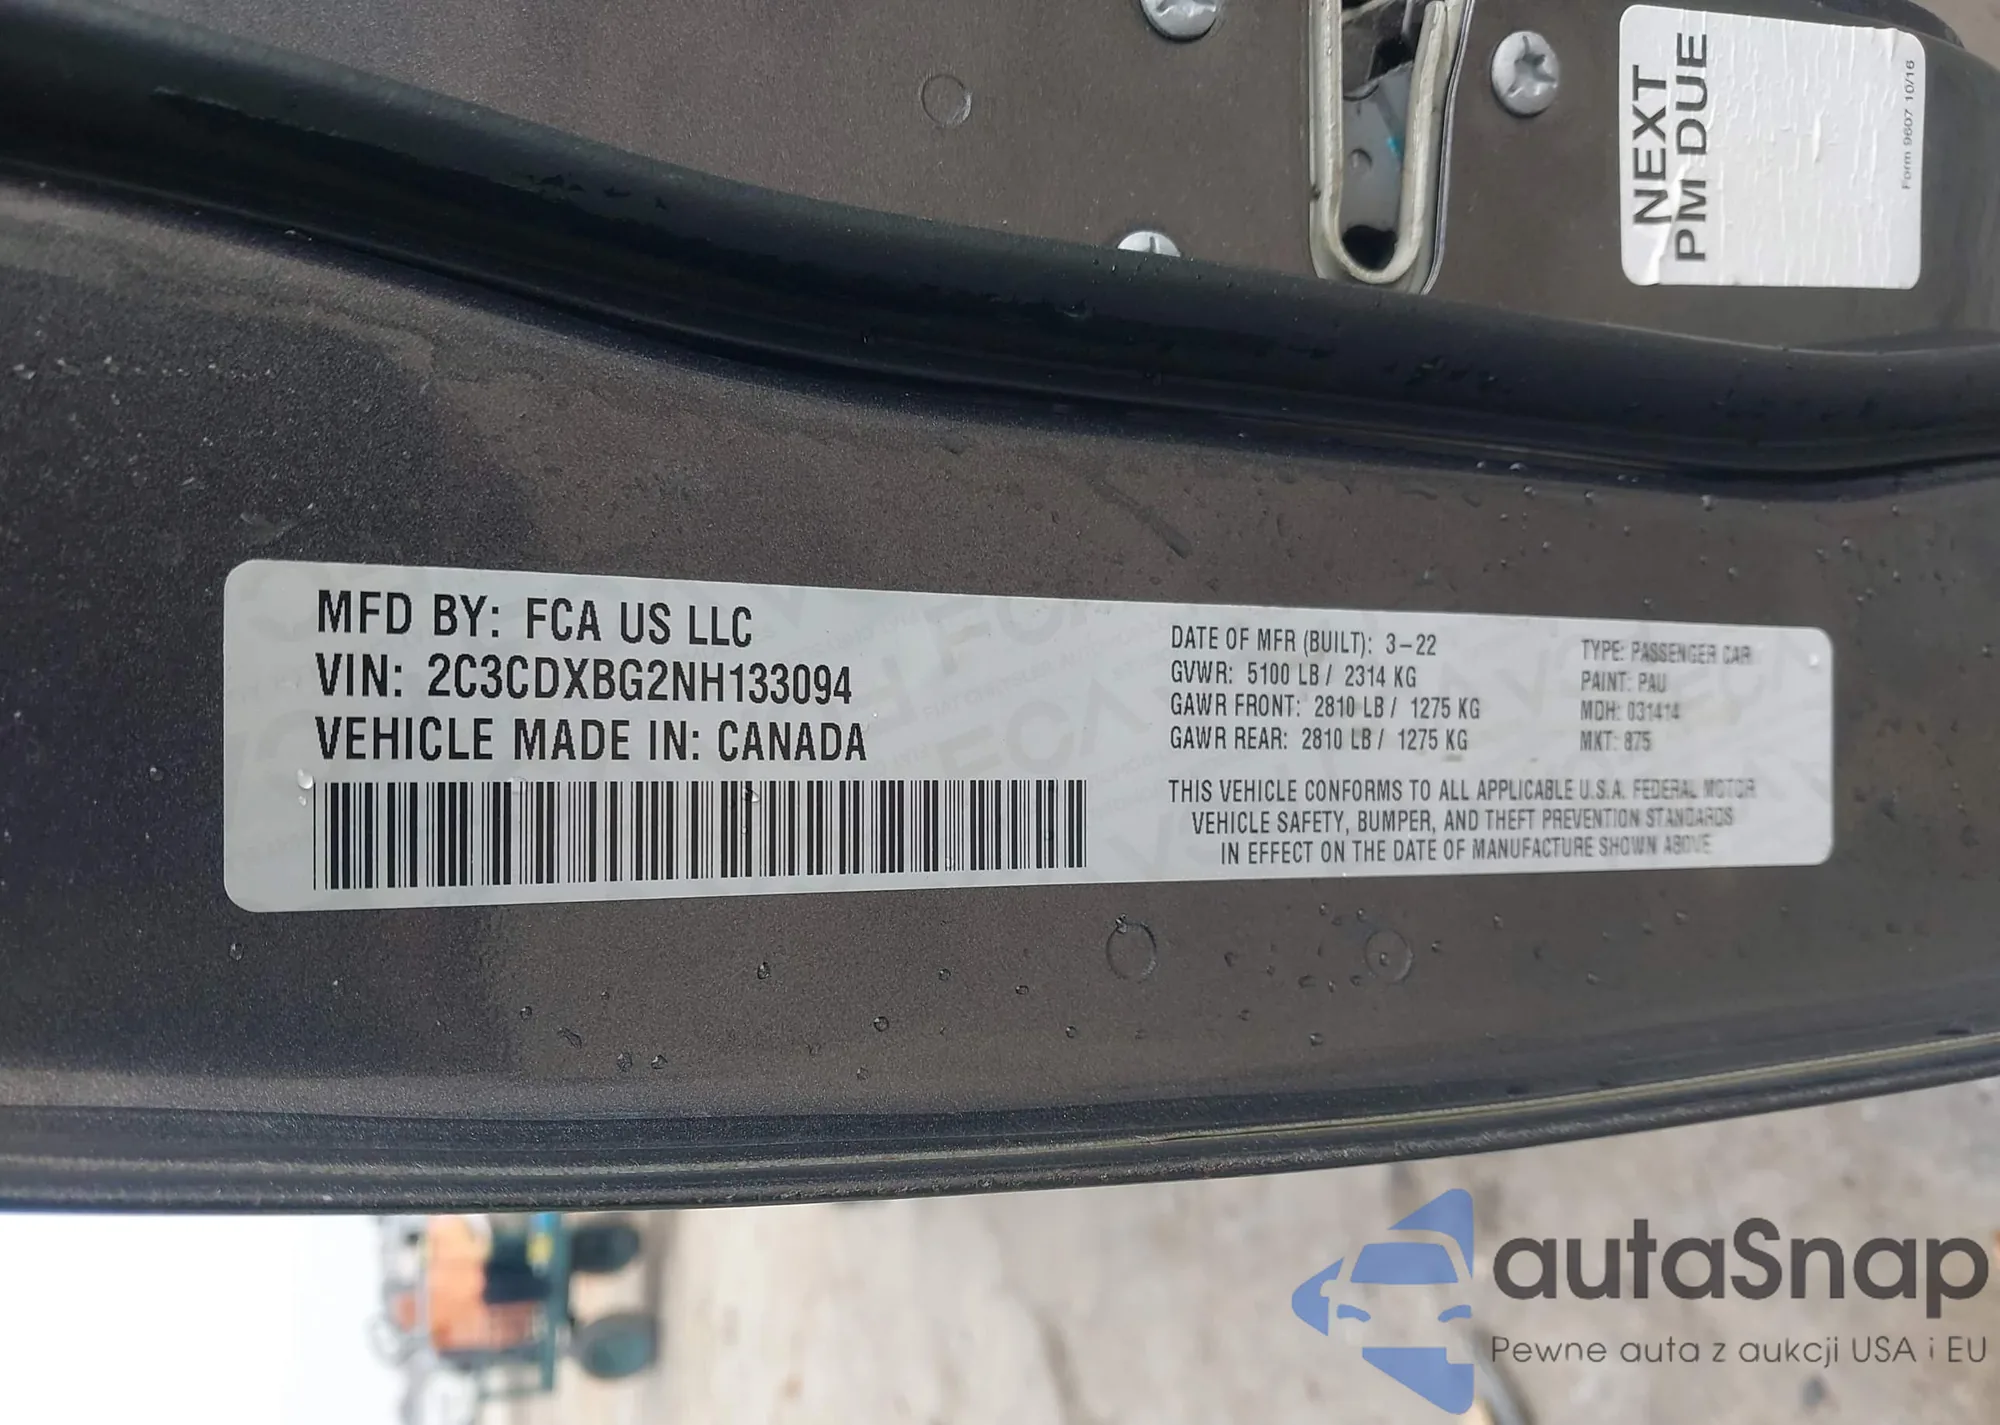 NEXT
PM DUE
Form 9607 10/16
MFD BY: FCA US LLC
VIN: 2C3CDXBG2NH133094
VEHICLE MADE IN: CANADA
DATE OF MFR (BUILT): 3-22
GVWR: 5100 LB / 2314 KG
GAWR FRONT: 2810 LB / 1275 KG
GAWR REAR: 2810 LB / 1275 KG
TYPE: PASSENGER CAR
PAINT: PAU
MDH: 031414
MKT: 875
THIS VEHICLE CONFORMS TO ALL APPLICABLE U.S.A. FEDERAL MOTOR
VEHICLE SAFETY, BUMPER, AND THEFT PREVENTION STANDARDS
IN EFFECT ON THE DATE OF MANUFACTURE SHOWN ABOVE
autaSnap
Pewne auta z aukcji USA i EU